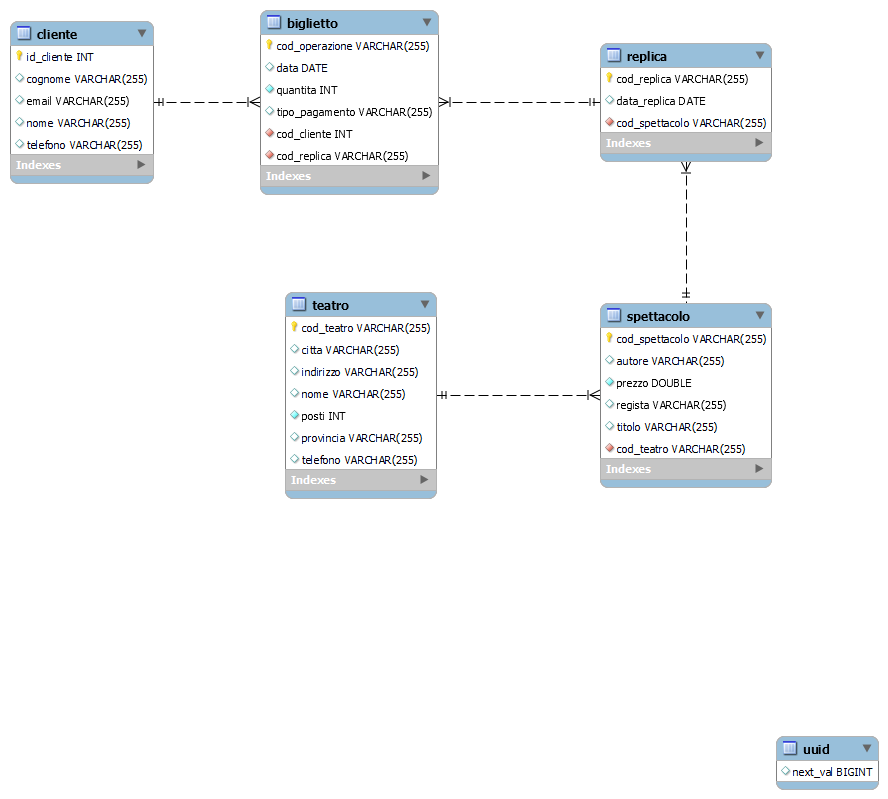 cliente
id_cliente INT
cognome VARCHAR(255)
email VARCHAR(255)
nome VARCHAR(255)
telefono VARCHAR(255)
Indexes
biglietto
cod_operazione VARCHAR(255)
data DATE
quantita INT
tipo_pagamento VARCHAR(255)
cod_cliente INT
cod_replica VARCHAR(255)
Indexes
replica
cod_replica VARCHAR(255)
data_replica DATE
cod_spettacolo VARCHAR(255)
Indexes
teatro
cod_teatro VARCHAR(255)
citta VARCHAR(255)
indirizzo VARCHAR(255)
nome VARCHAR(255)
posti INT
provincia VARCHAR(255)
telefono VARCHAR(255)
Indexes
spettacolo
cod_spettacolo VARCHAR(255)
autore VARCHAR(255)
prezzo DOUBLE
regista VARCHAR(255)
titolo VARCHAR(255)
cod_teatro VARCHAR(255)
Indexes
uuid
next_val BIGINT